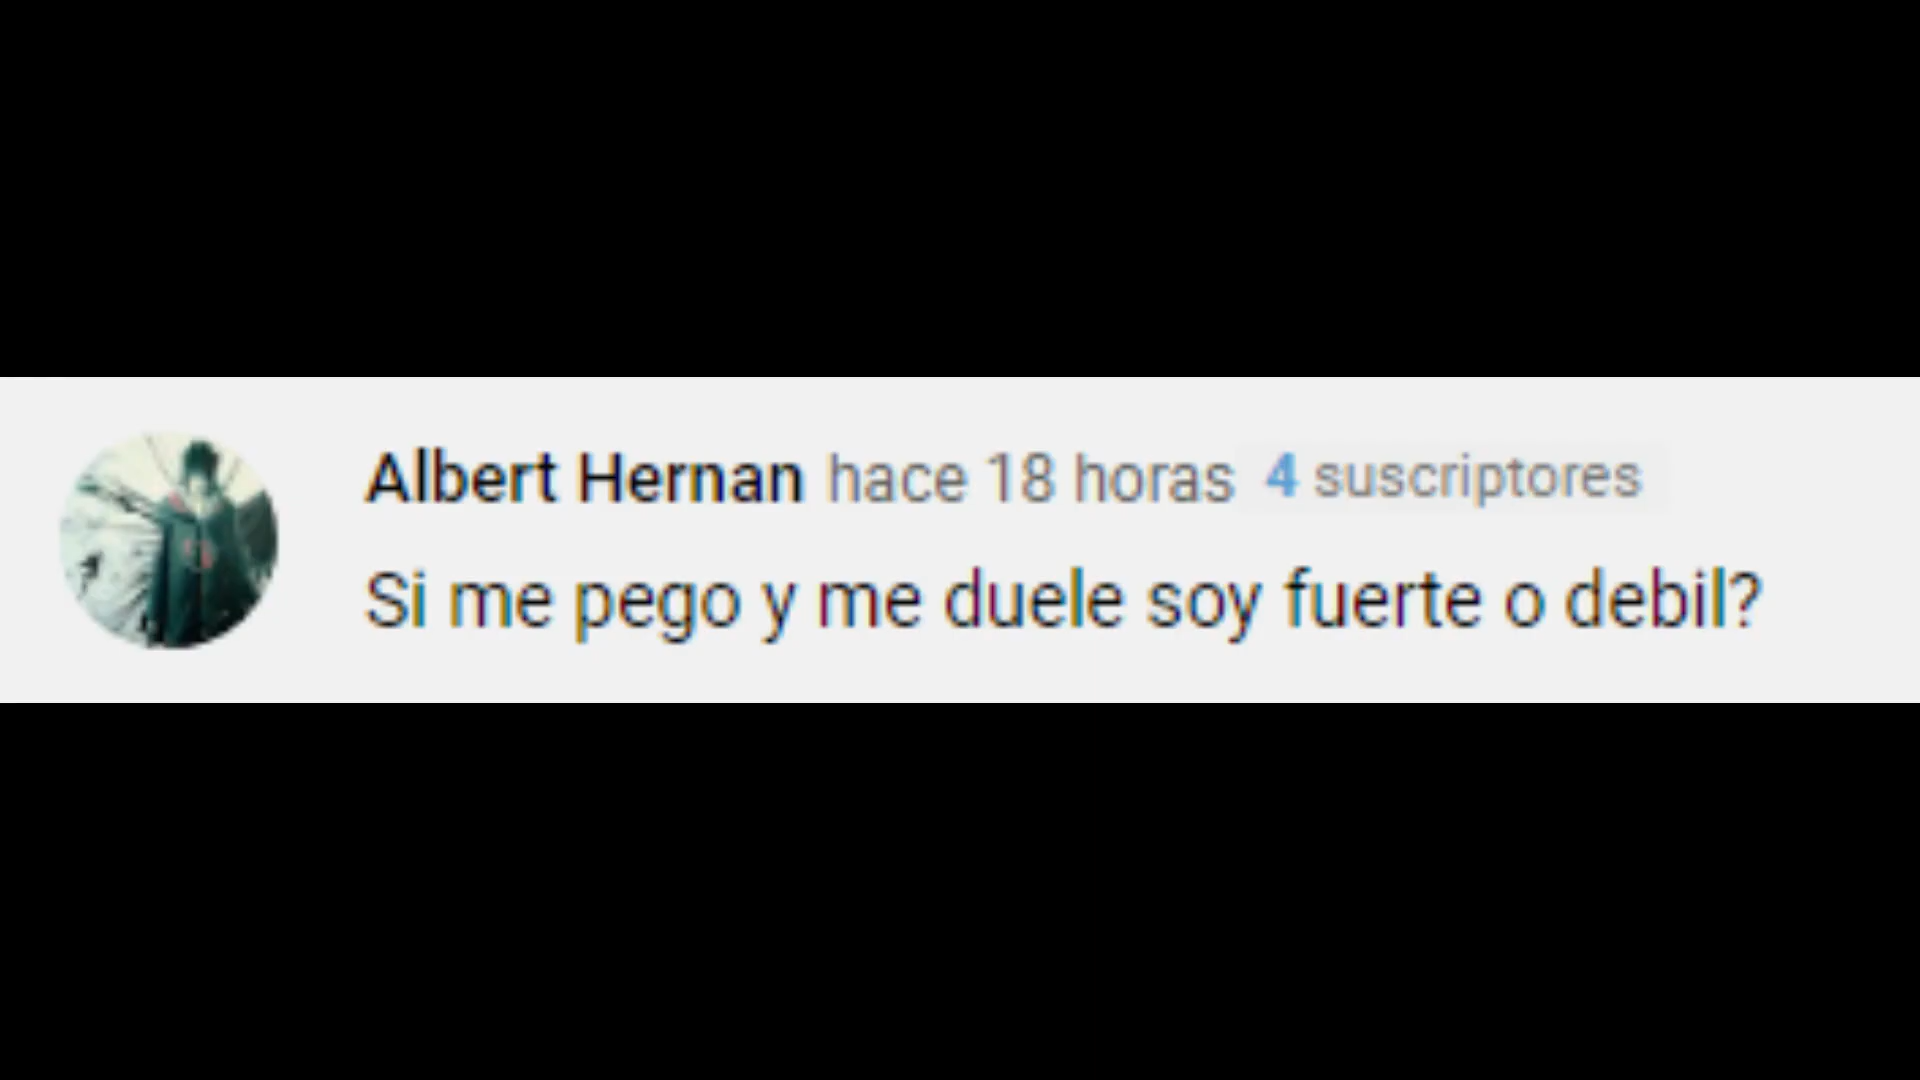 Albert Hernan hace 18 horas 4 suscriptores
Si me pego y me duele soy fuerte o debil?